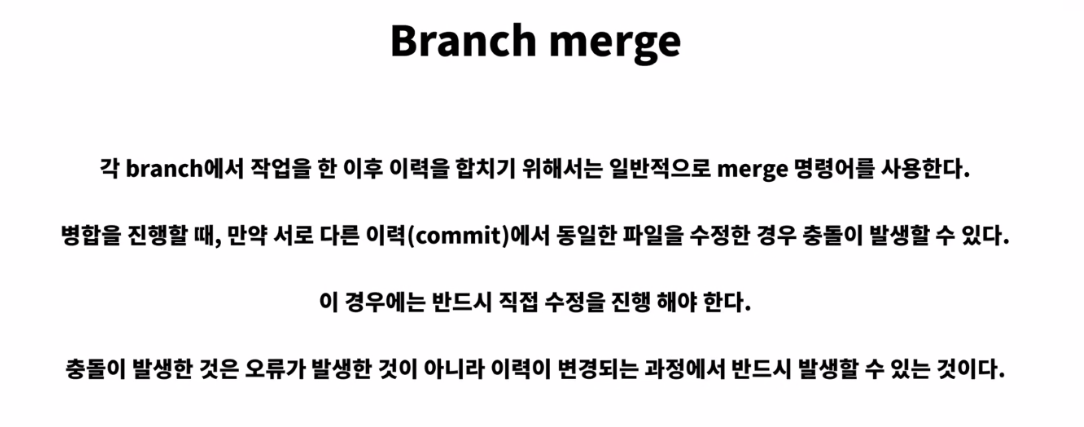 Branch merge
각 branch에서 작업을 한 이후 이력을 합치기 위해서는 일반적으로 merge 명령어를 사용한다.
병합을 진행할 때, 만약 서로 다른 이력(commit)에서 동일한 파일을 수정한 경우 충돌이 발생할 수 있다.
이 경우에는 반드시 직접 수정을 진행 해야 한다.
충돌이 발생한 것은 오류가 발생한 것이 아니라 이력이 변경되는 과정에서 반드시 발생할 수 있는 것이다.